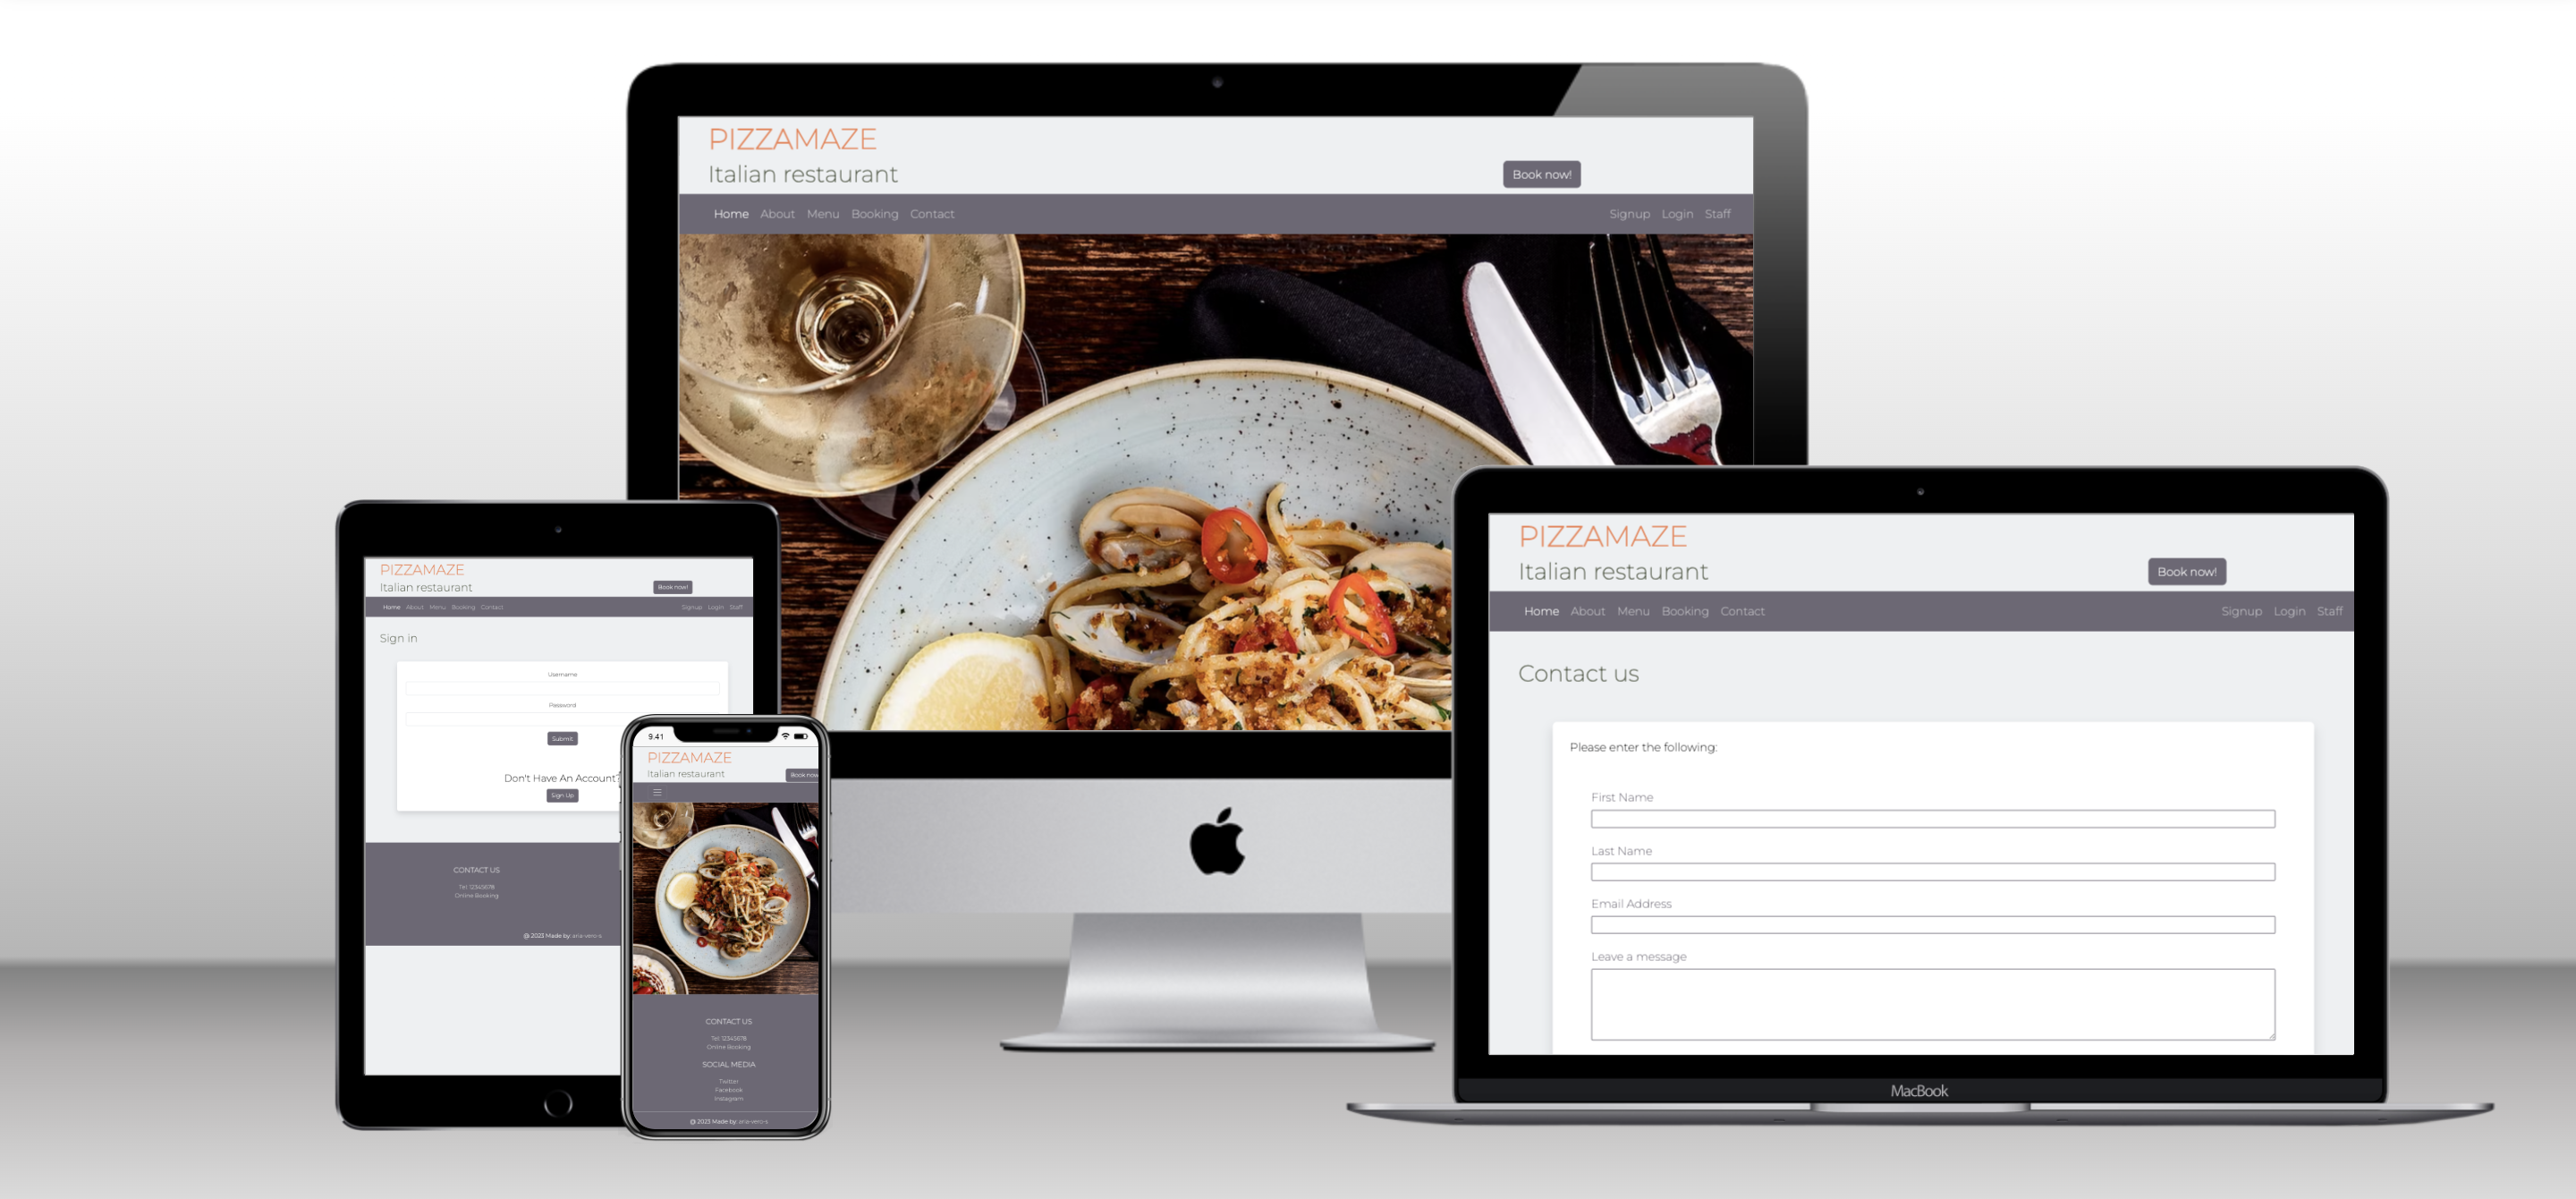 PIZZAMAZE
Italian restaurant
Book now!
Home About Menu Booking Contact
Signup Login Staff
PIZZAMAZE
Italian restaurant
Book now!
Home About Menu Booking Contact
Signup Login Staff
Sign in
Username
Password
Submit
Don't Have An Account?
Sign Up
CONTACT US
Tel: 12345678
Online Booking
@ 2023 Made by: aria-vero-s
9.41
PIZZAMAZE
Italian restaurant
Book now
CONTACT US
Tel: 12345678
Online Booking
SOCIAL MEDIA
Twitter
Facebook
Instagram
@ 2023 Made by: aria-vero-s
PIZZAMAZE
Italian restaurant
Book now!
Home About Menu Booking Contact
Signup Login Staff
Contact us
Please enter the following:
First Name
Last Name
Email Address
Leave a message
MacBook